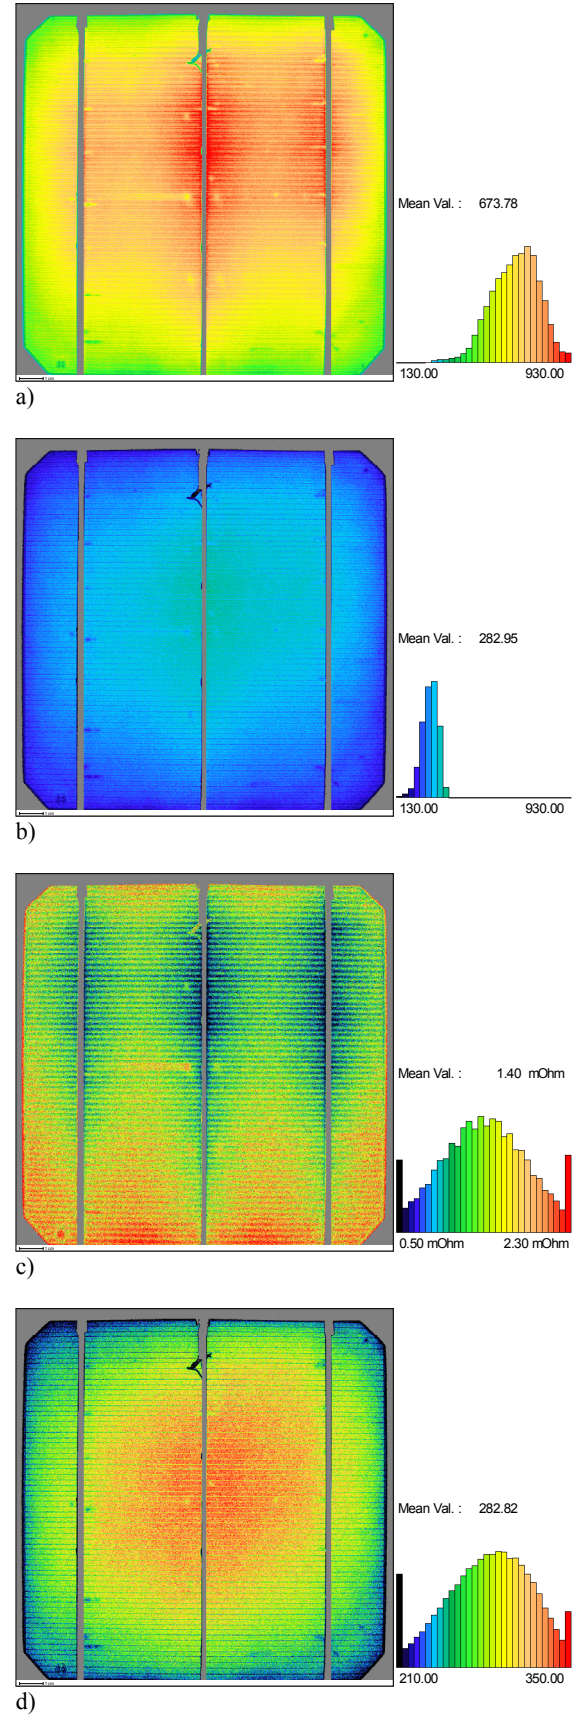 Mean Val. : 673.78
130.00 930.00
a)
Mean Val. : 282.95
130.00 930.00
b)
Mean Val. : 1.40 mOhm
0.50 mOhm 2.30 mOhm
c)
Mean Val. : 282.82
210.00 350.00
d)